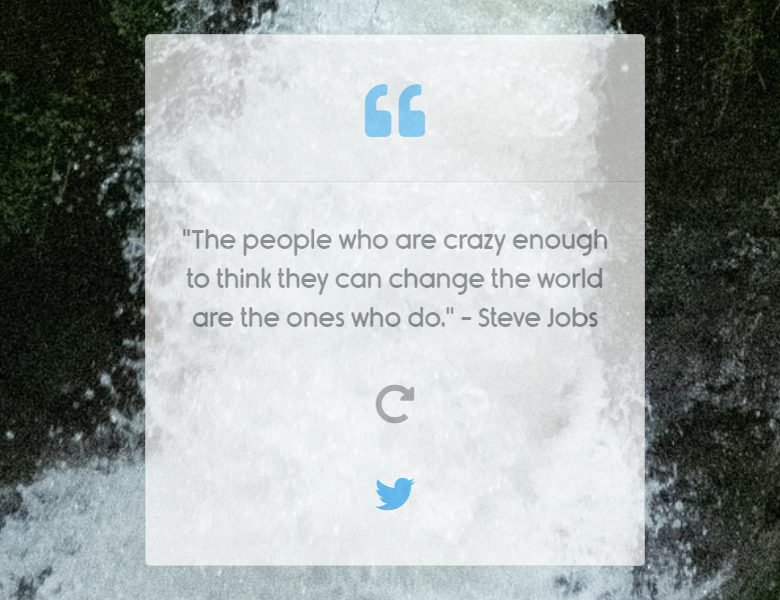 "The people who are crazy enough
to think they can change the world
are the ones who do." - Steve Jobs